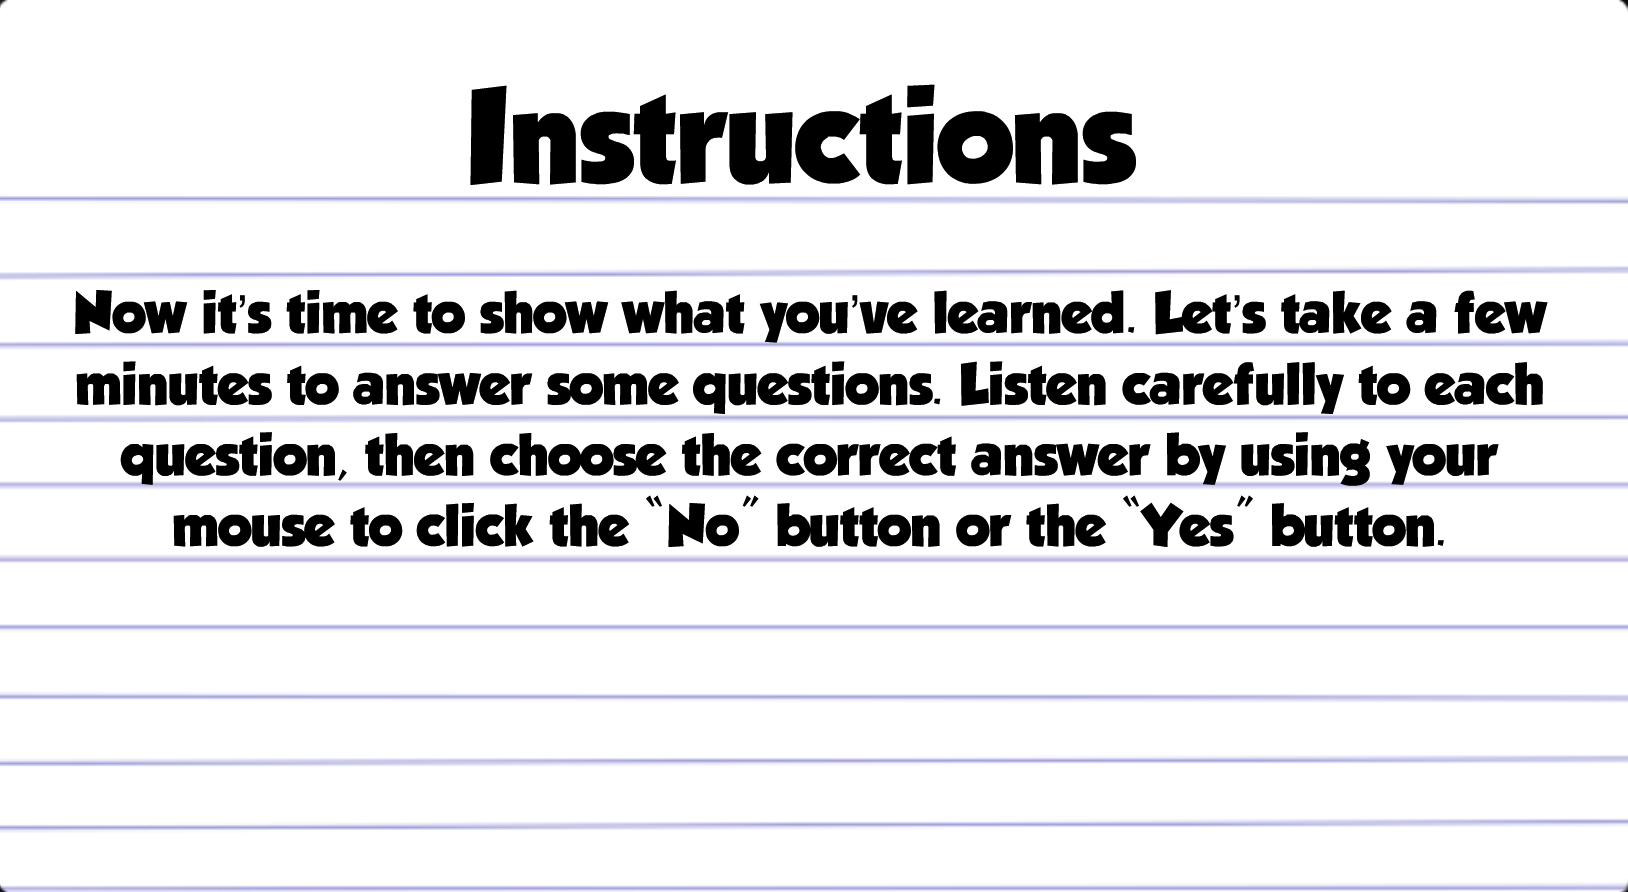 Instructions
Now it's time to show what you've learned. Let's take a few
minutes to answer some questions. Listen carefully to each
question, then choose the correct answer by using your
mouse to click the "No" button or the "Yes" button.